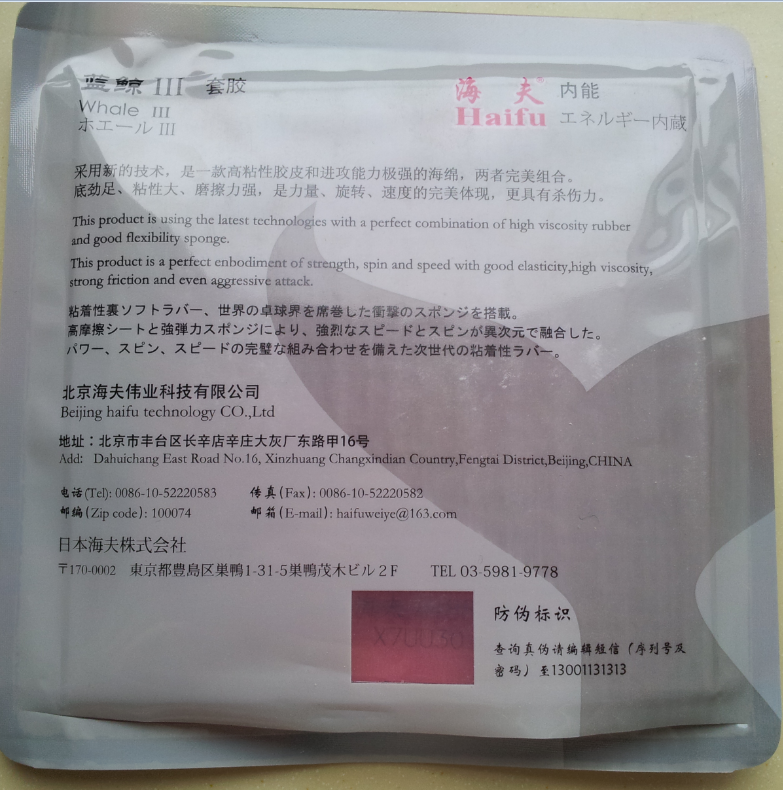 蓝鲸 III 套胶
Whale III
ホエール III
海夫® 内能
Haifu エネルギー内蔵
采用新的技术，是一款高粘性胶皮和进攻能力极强的海绵，两者完美组合。
底劲足、粘性大、磨擦力强，是力量、旋转、速度的完美体现，更具有杀伤力。
This product is using the latest technologies with a perfect combination of high viscosity rubber
and good flexibility sponge.
This product is a perfect enbodiment of strength, spin and speed with good elasticity,high viscosity,
strong friction and even aggressive attack.
粘着性裏ソフトラバー、世界の卓球界を席巻した衝撃のスポンジを搭載。
高摩擦シートと強弾力スポンジにより、強烈なスピードとスピンが異次元で融合した。
パワー、スピン、スピードの完璧な組み合わせを備えた次世代の粘着性ラバー。
北京海夫伟业科技有限公司
Beijing haifu technology CO.,Ltd
地址：北京市丰台区长辛店辛庄大灰厂东路甲16号
Add: Dahuichang East Road No.16, Xinzhuang Changxindian Country,Fengtai District,Beijing,CHINA
电话(Tel): 0086-10-52220583 传真(Fax): 0086-10-52220582
邮编(Zip code): 100074 邮箱(E-mail): haifuweiye@163.com
日本海夫株式会社
〒170-0002 東京都豊島区巣鴨1-31-5巣鴨茂木ビル２F TEL 03-5981-9778
防伪标识
查询真伪请编辑短信（序列号及
密码）至13001131313